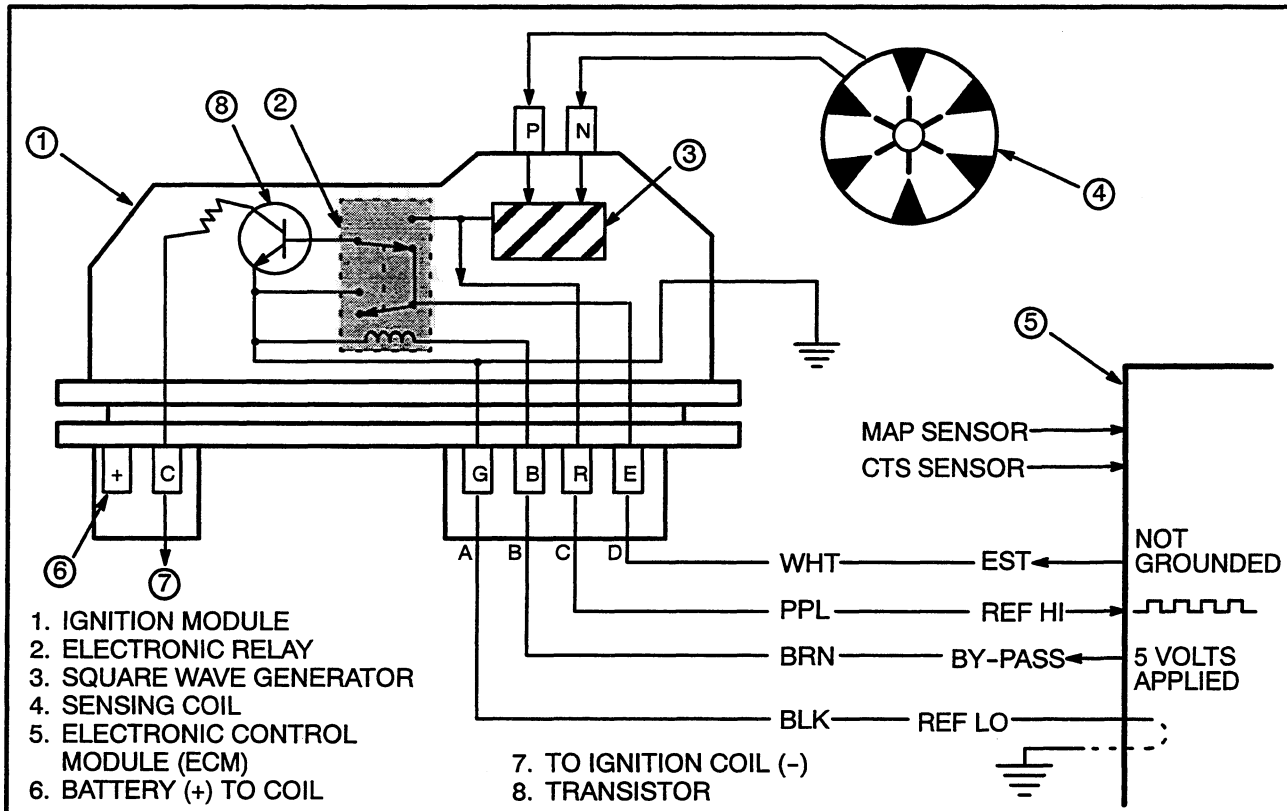 8
2
1
P
N
3
4
5
MAP SENSOR
CTS SENSOR
+
C
G
B
R
E
A
B
C
D
6
7
WHT
EST
NOT
GROUNDED
PPL
REF HI
BRN
BY-PASS
5 VOLTS
APPLIED
BLK
REF LO
1. IGNITION MODULE
2. ELECTRONIC RELAY
3. SQUARE WAVE GENERATOR
4. SENSING COIL
5. ELECTRONIC CONTROL
MODULE (ECM)
6. BATTERY (+) TO COIL
7. TO IGNITION COIL (-)
8. TRANSISTOR